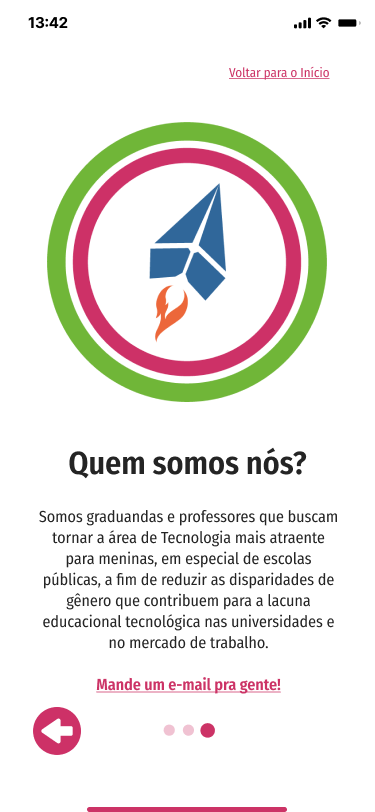 13:42
Voltar para o Início
Quem somos nós?
Somos graduandas e professores que buscam
tornar a área de Tecnologia mais atraente
para meninas, em especial de escolas
públicas, a fim de reduzir as disparidades de
gênero que contribuem para a lacuna
educacional tecnológica nas universidades e
no mercado de trabalho.
Mande um e-mail pra gente!